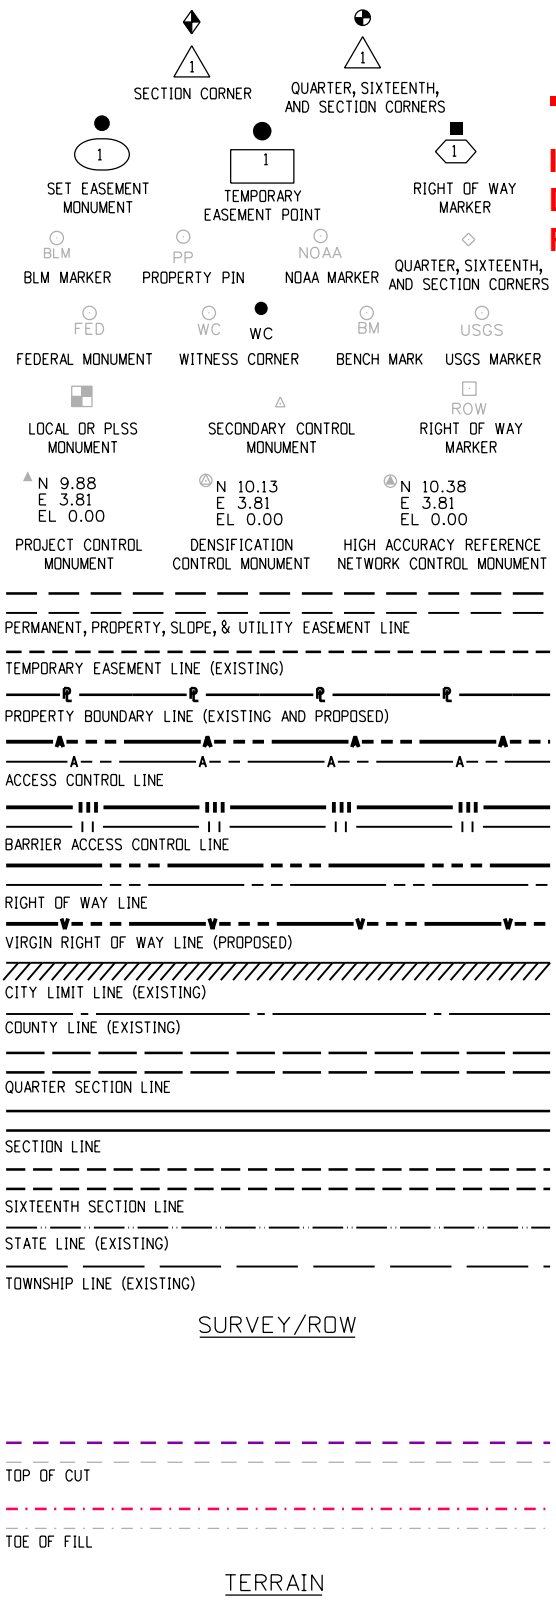 1
1
SECTION CORNER
QUARTER, SIXTEENTH,
AND SECTION CORNERS
1
1
1
SET EASEMENT
MONUMENT
TEMPORARY
EASEMENT POINT
RIGHT OF WAY
MARKER
BLM
PP
NOAA
BLM MARKER
PROPERTY PIN
NOAA MARKER
QUARTER, SIXTEENTH,
AND SECTION CORNERS
FED
WC
WC
BM
USGS
FEDERAL MONUMENT
WITNESS CORNER
BENCH MARK
USGS MARKER
ROW
LOCAL OR PLSS
MONUMENT
SECONDARY CONTROL
MONUMENT
RIGHT OF WAY
MARKER
N 9.88
E 3.81
EL 0.00
N 10.13
E 3.81
EL 0.00
N 10.38
E 3.81
EL 0.00
PROJECT CONTROL
MONUMENT
DENSIFICATION
CONTROL MONUMENT
HIGH ACCURACY REFERENCE
NETWORK CONTROL MONUMENT
PERMANENT, PROPERTY, SLOPE, & UTILITY EASEMENT LINE
TEMPORARY EASEMENT LINE (EXISTING)
PROPERTY BOUNDARY LINE (EXISTING AND PROPOSED)
A A A A
A A A A
ACCESS CONTROL LINE
BARRIER ACCESS CONTROL LINE
RIGHT OF WAY LINE
V V V V
VIRGIN RIGHT OF WAY LINE (PROPOSED)
CITY LIMIT LINE (EXISTING)
COUNTY LINE (EXISTING)
QUARTER SECTION LINE
SECTION LINE
SIXTEENTH SECTION LINE
STATE LINE (EXISTING)
TOWNSHIP LINE (EXISTING)
SURVEY/ROW
TOP OF CUT
TOE OF FILL
TERRAIN